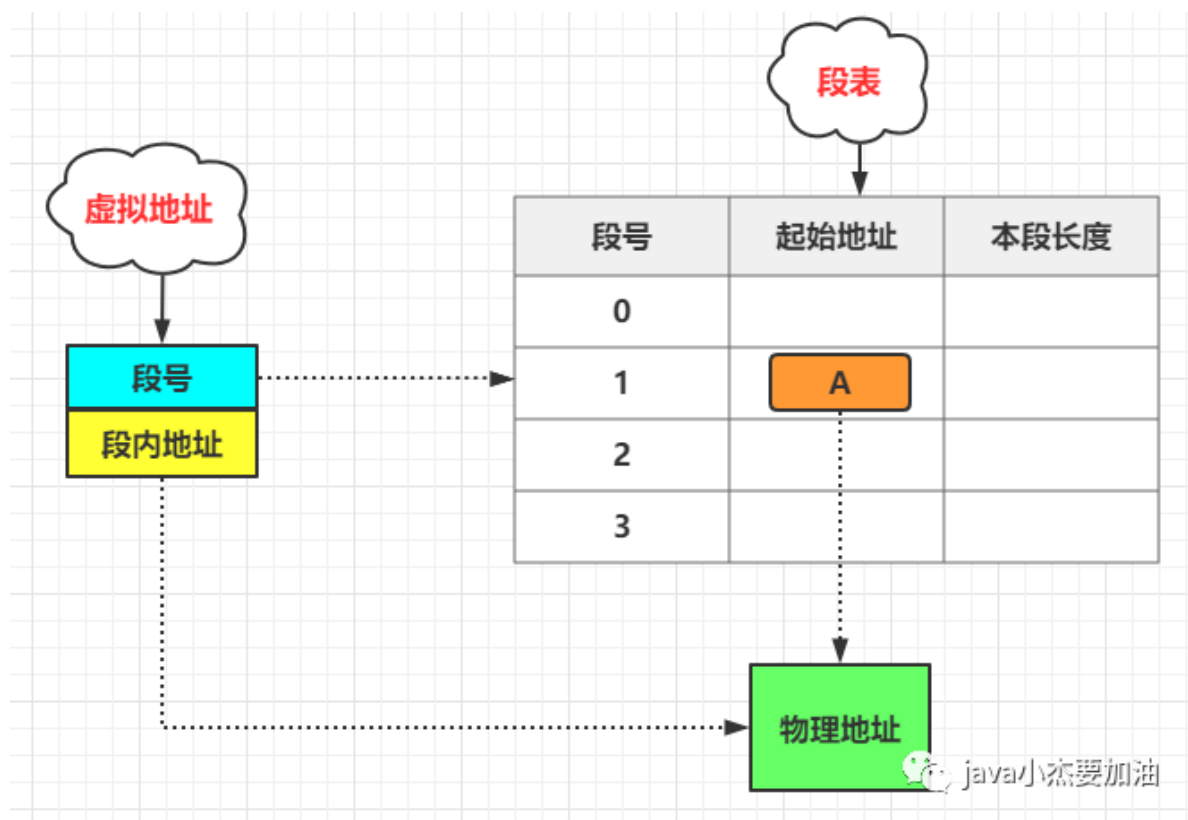 段表
虚拟地址
段号 起始地址 本段长度
0
段号
1 A
段内地址
2
3
物理地址
java小杰要加油